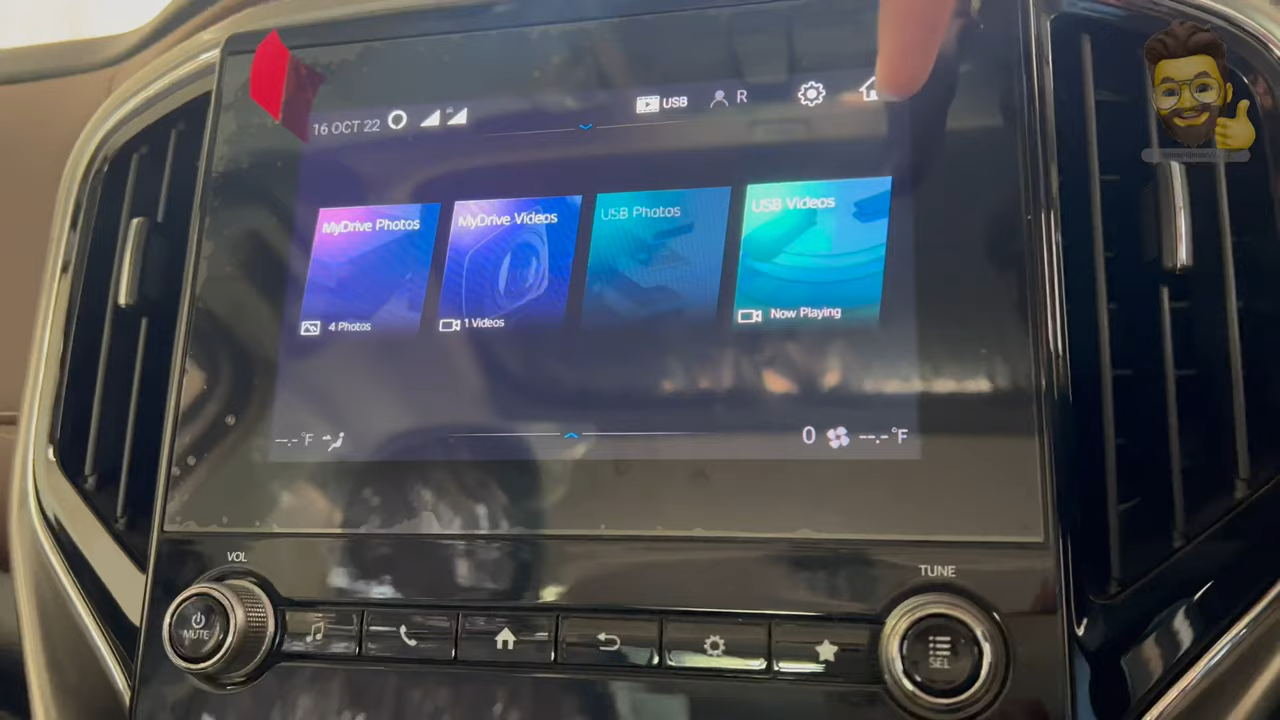 16 OCT 22
USB
R
MyDrive Photos
MyDrive Videos
USB Photos
USB Videos
4 Photos
1 Videos
Now Playing
--.-°F
0
--.-°F
VOL
TUNE
MUTE
SEL